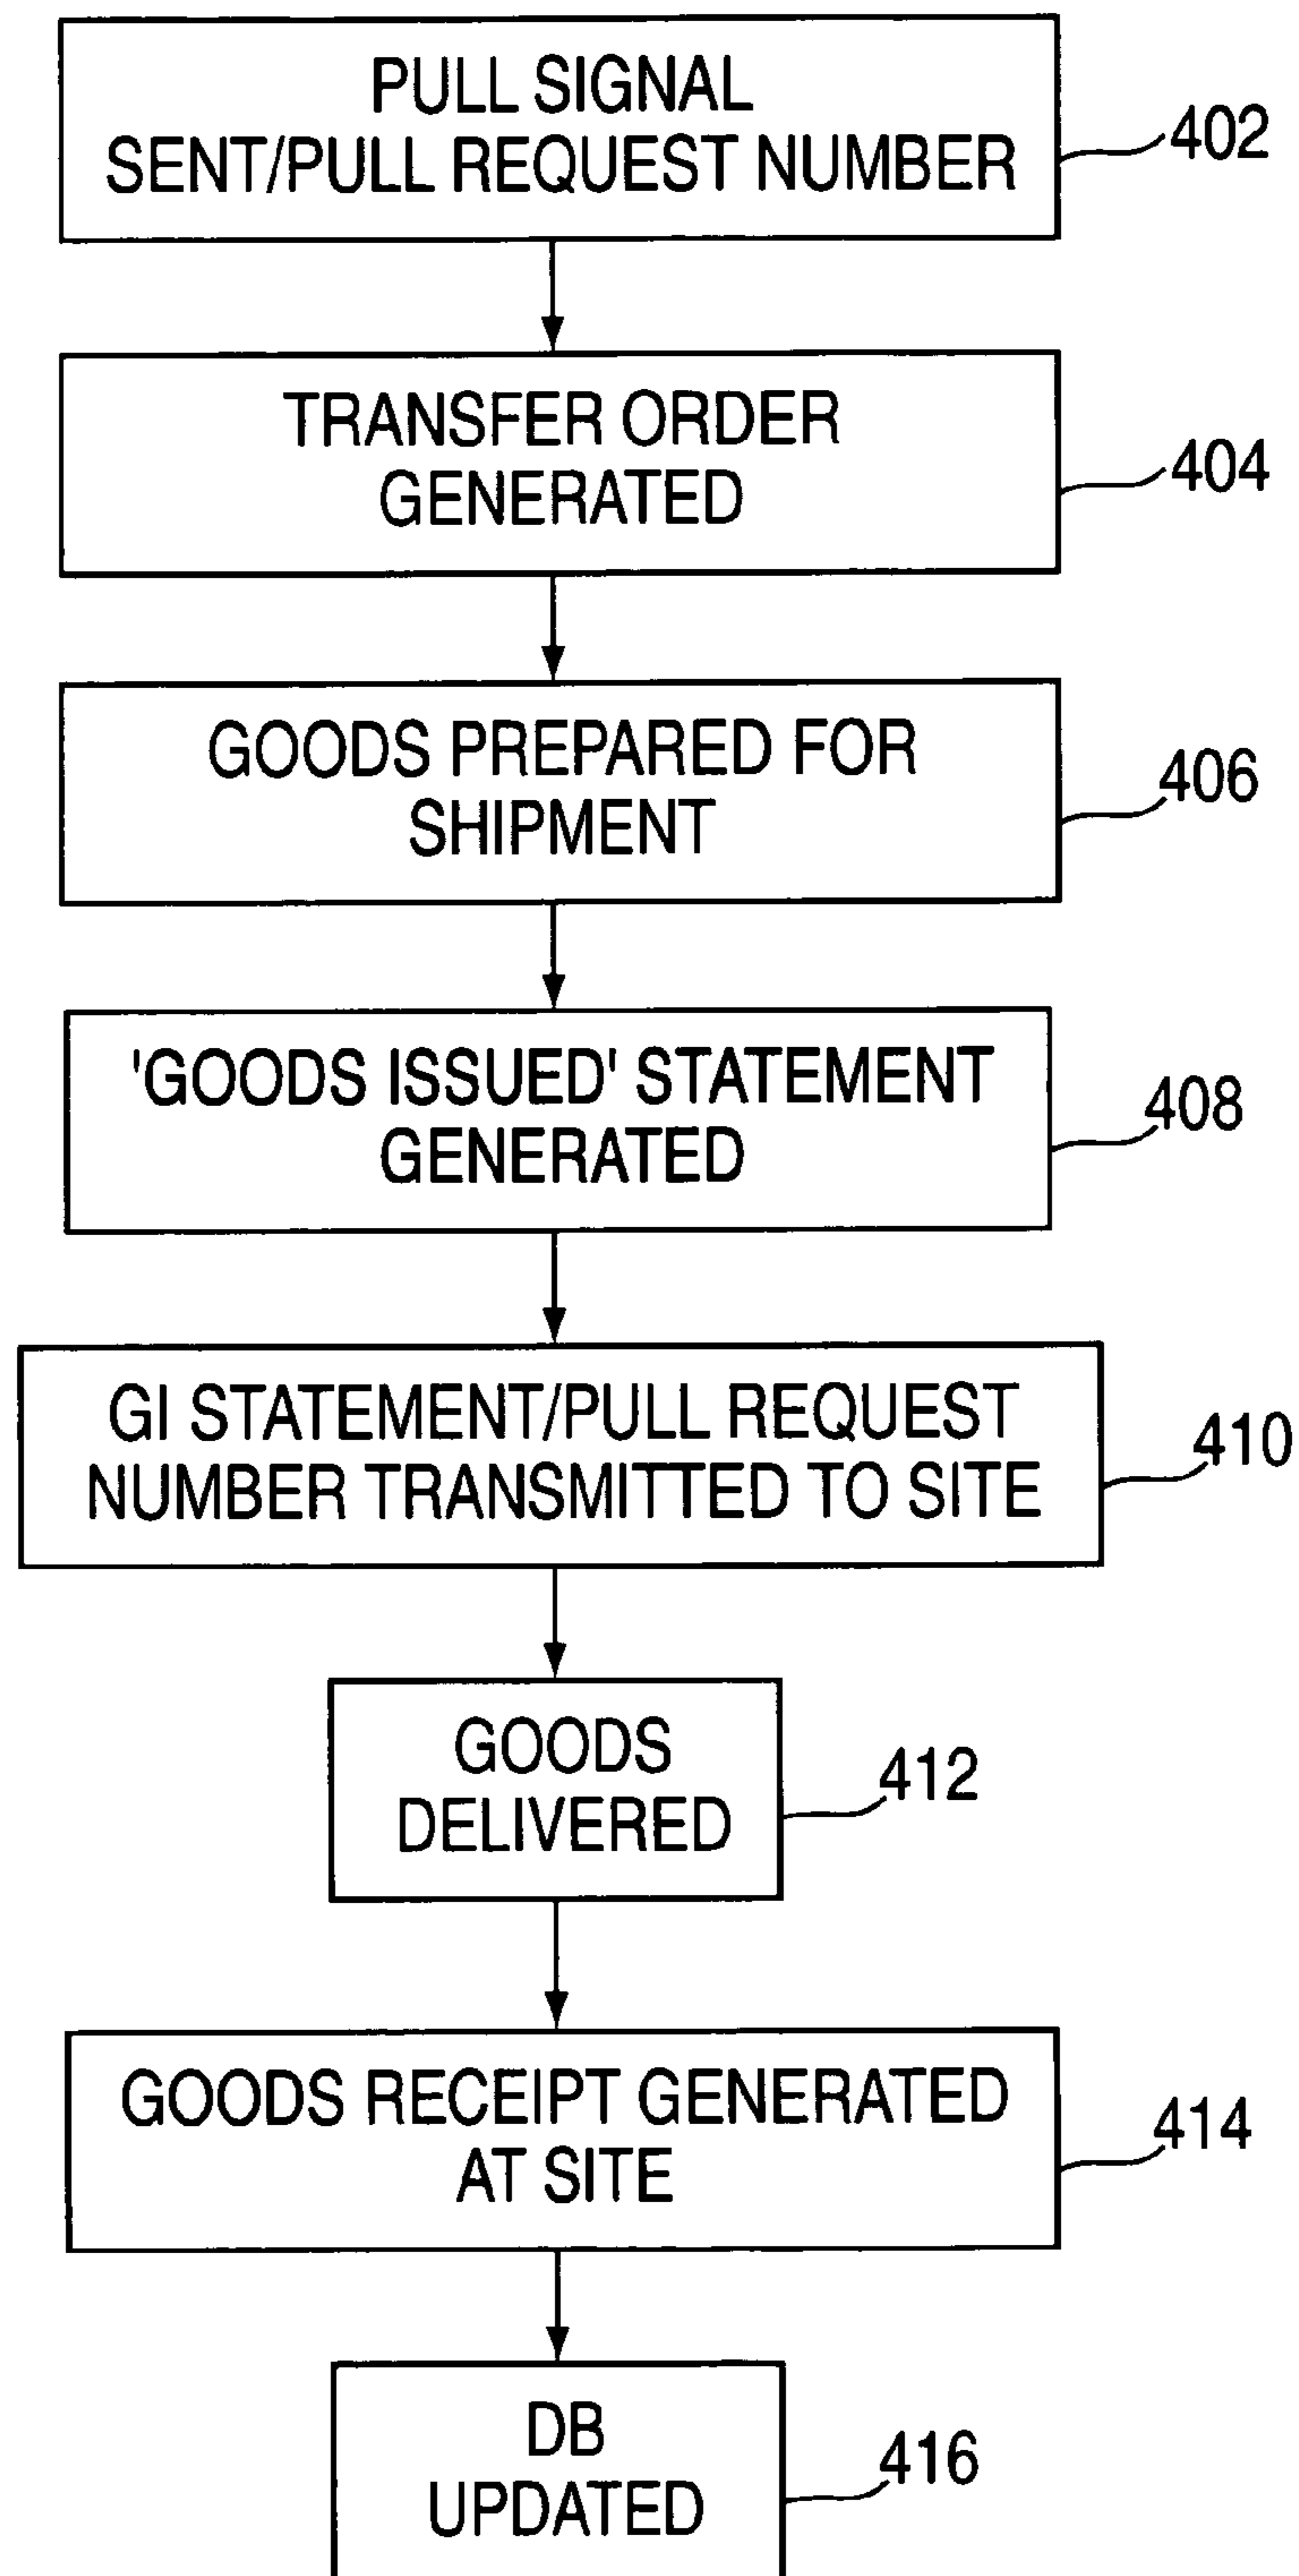 PULL SIGNAL
SENT/PULL REQUEST NUMBER
402
TRANSFER ORDER
GENERATED
404
GOODS PREPARED FOR
SHIPMENT
406
'GOODS ISSUED' STATEMENT
GENERATED
408
GI STATEMENT/PULL REQUEST
NUMBER TRANSMITTED TO SITE
410
GOODS
DELIVERED
412
GOODS RECEIPT GENERATED
AT SITE
414
DB
UPDATED
416